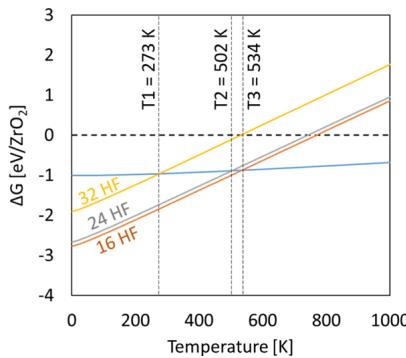 3
2
1
0
-1
-2
-3
-4
ΔG [eV/ZrO₂]
T1 = 273 K
T2 = 502 K
T3 = 534 K
32 HF
24 HF
16 HF
0 200 400 600 800 1000
Temperature [K]